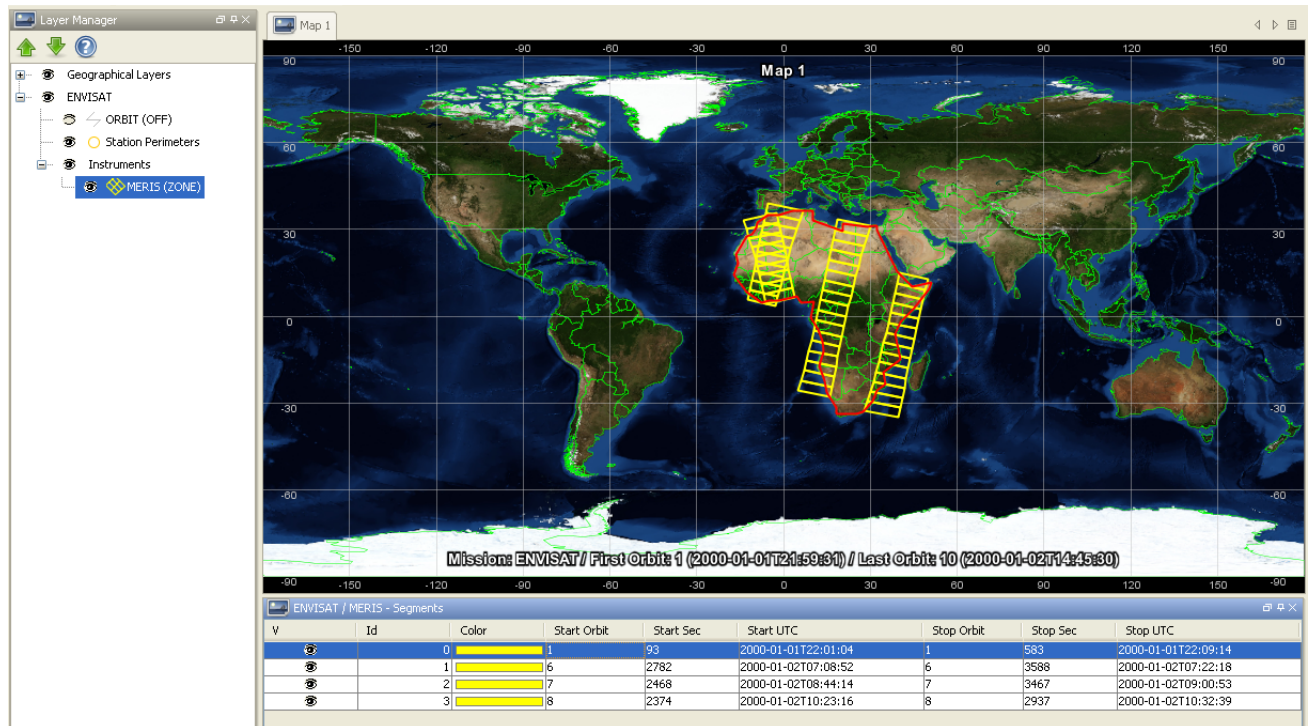 Layer Manager
Geographical Layers
ENVISAT
ORBIT (OFF)
Station Perimeters
Instruments
MERIS (ZONE)
Map 1
-150 -120 -90 -60 -30 0 30 60 90 120 150
Map 1
90 90
60 60
30 30
0 0
-30 -30
-60 -60
-90 -90
Mission: ENVISAT / First Orbit: 1 (2000-01-01T21:59:31) / Last Orbit: 10 (2000-01-02T14:45:30)
-150 -120 -90 -60 -30 0 30 60 90 120 150
ENVISAT / MERIS - Segments
V Id Color Start Orbit Start Sec Start UTC Stop Orbit Stop Sec Stop UTC
0 1 93 2000-01-01T22:01:04 1 583 2000-01-01T22:09:14
1 6 2782 2000-01-02T07:08:52 6 3588 2000-01-02T07:22:18
2 7 2468 2000-01-02T08:44:14 7 3467 2000-01-02T09:00:53
3 8 2374 2000-01-02T10:23:16 8 2937 2000-01-02T10:32:39